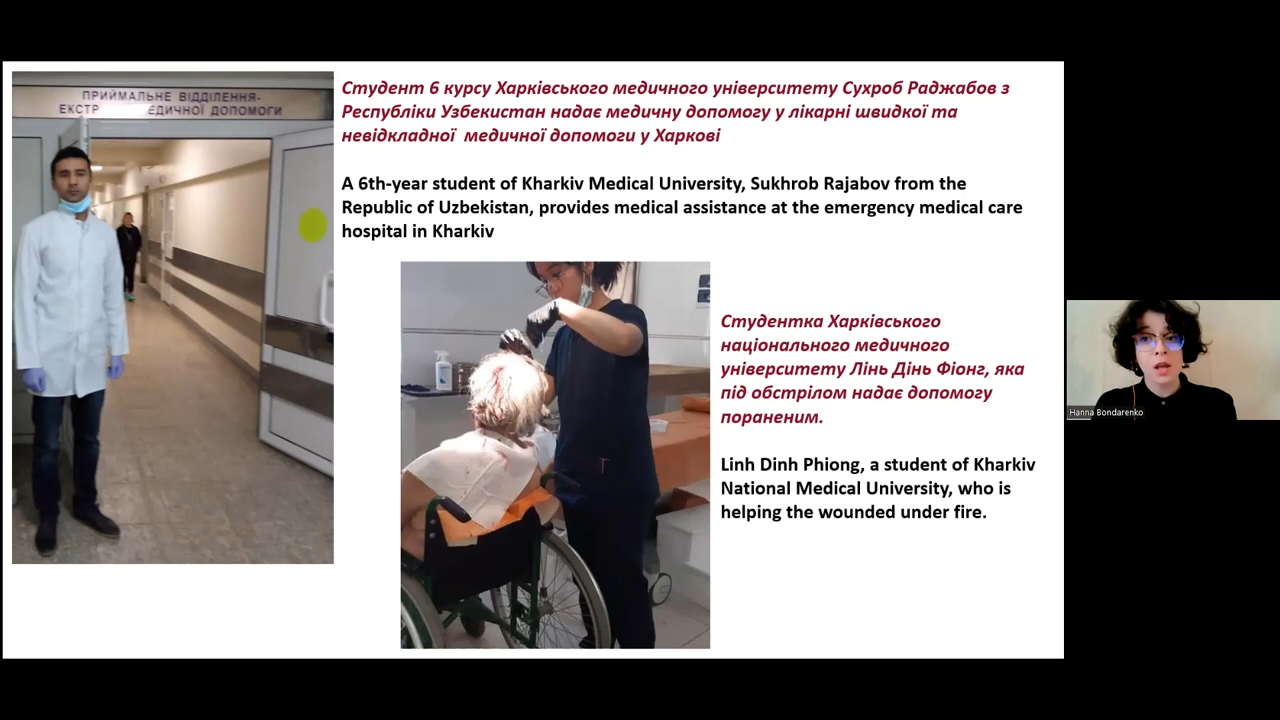 ПРИЙМАЛЬНЕ ВІДДІЛЕННЯ-
ЕКСТР ЕДИЧНОЇ ДОПОМОГИ
Студент 6 курсу Харківського медичного університету Сухроб Раджабов з
Республіки Узбекистан надає медичну допомогу у лікарні швидкої та
невідкладної медичної допомоги у Харкові
A 6th-year student of Kharkiv Medical University, Sukhrob Rajabov from the
Republic of Uzbekistan, provides medical assistance at the emergency medical care
hospital in Kharkiv
Студентка Харківського
національного медичного
університету Лінь Дінь Фіонг, яка
під обстрілом надає допомогу
пораненим.
Linh Dinh Phiong, a student of Kharkiv
National Medical University, who is
helping the wounded under fire.
Hanna Bondarenko